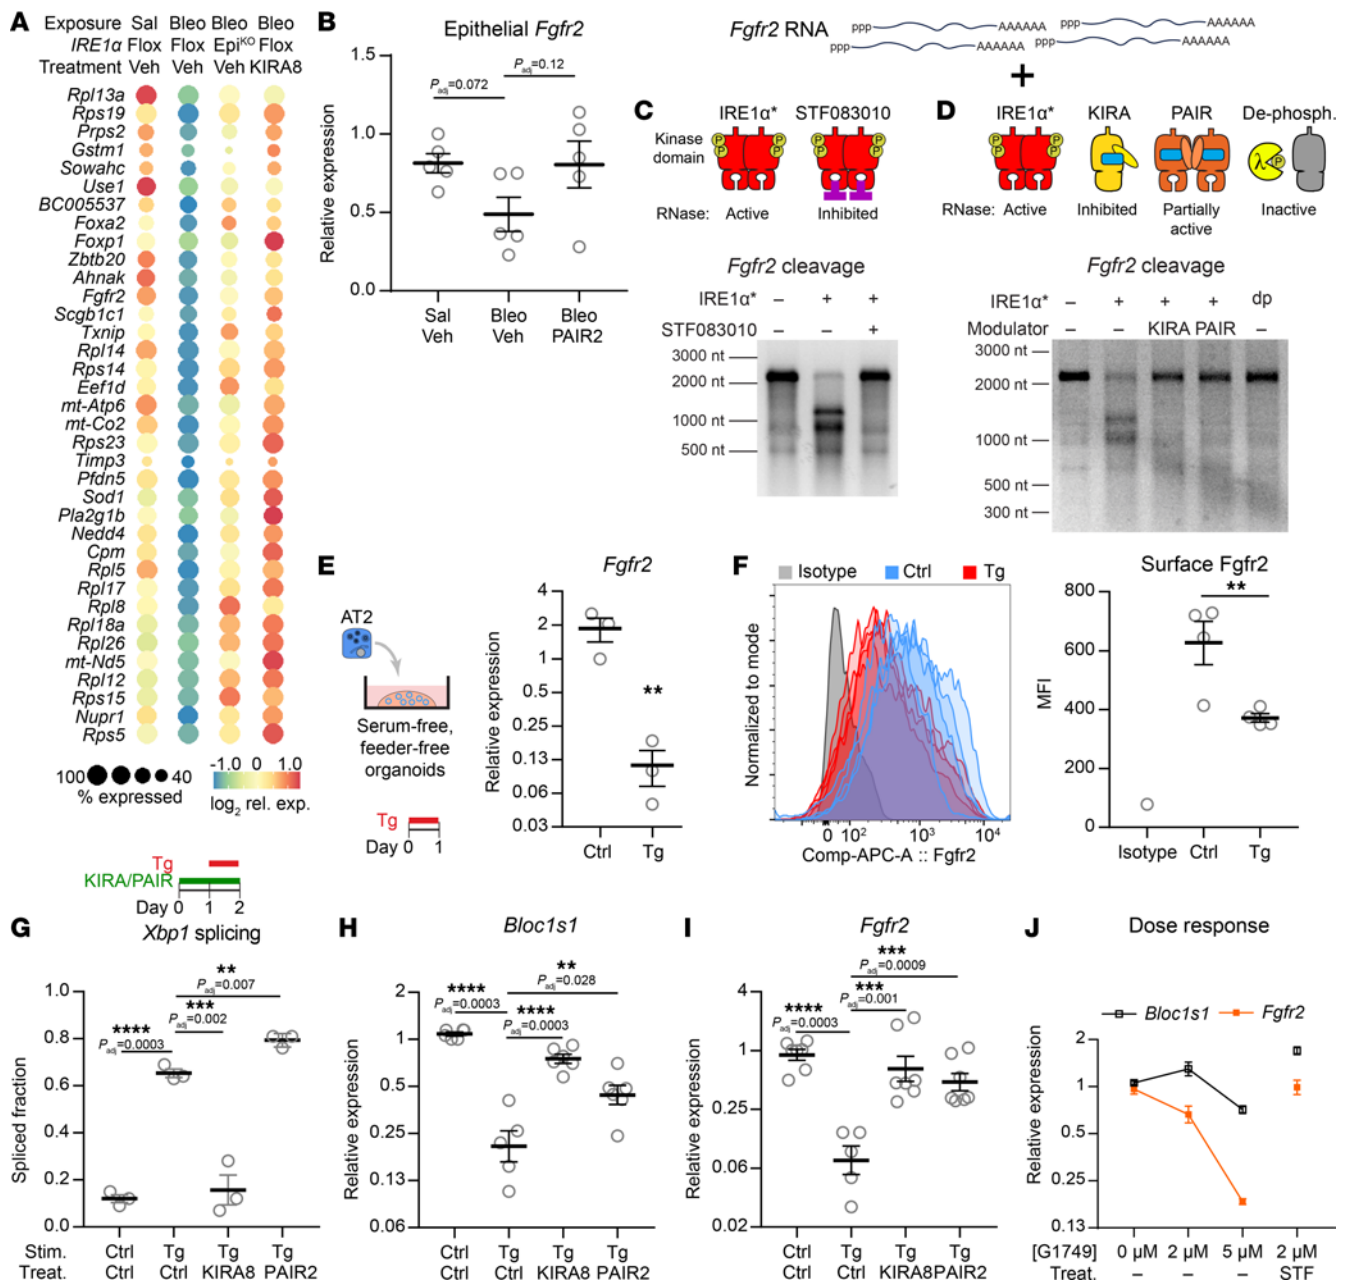 A
Exposure Sal Bleo Bleo Bleo
IRE1α Flox Flox Epiᴷᴼ Flox
Treatment Veh Veh Veh KIRA8
Rpl13a
Rps19
Prps2
Gstm1
Sowahc
Use1
BC005537
Foxa2
Foxp1
Zbtb20
Ahnak
Fgfr2
Scgb1c1
Txnip
Rpl14
Rps14
Eef1d
mt-Atp6
mt-Co2
Rps23
Timp3
Pfdn5
Sod1
Pla2g1b
Nedd4
Cpm
Rpl5
Rpl17
Rpl8
Rpl18a
Rpl26
mt-Nd5
Rpl12
Rps15
Nupr1
Rps5
100 40
% expressed
-1.0 0 1.0
log₂ rel. exp.
B
Epithelial Fgfr2
Relative expression
1.5
1.0
0.5
0.0
Padj=0.072
Padj=0.12
Sal Bleo Bleo
Veh Veh PAIR2
Fgfr2 RNA
ppp AAAAAA
ppp AAAAAA
ppp AAAAAA
ppp AAAAAA
+
C
IRE1α* STF083010
Kinase
domain
P P P P
P P P P
RNase: Active Inhibited
Fgfr2 cleavage
IRE1α* – + +
STF083010 – – +
3000 nt
2000 nt
1000 nt
500 nt
D
IRE1α* KIRA PAIR De-phosph.
P P
P P
λ P
RNase: Active Inhibited Partially active Inactive
Fgfr2 cleavage
IRE1α* – + + + dp
Modulator – – KIRA PAIR –
3000 nt
2000 nt
1000 nt
500 nt
300 nt
E
AT2
Serum-free,
feeder-free
organoids
Tg
Day 0 1
Fgfr2
Relative expression
4
2
1
0.5
0.25
0.13
0.06
0.03
**
Ctrl Tg
F
Isotype Ctrl Tg
Normalized to mode
0 10² 10³ 10⁴
Comp-APC-A :: Fgfr2
Surface Fgfr2
MFI
800
600
400
200
0
**
Isotype Ctrl Tg
Tg
KIRA/PAIR
Day 0 1 2
G
Xbp1 splicing
Spliced fraction
1.0
0.8
0.6
0.4
0.2
0.0
**
Padj=0.007
***
Padj=0.002
****
Padj=0.0003
Stim. Ctrl Tg Tg Tg
Treat. Ctrl Ctrl KIRA8 PAIR2
H
Bloc1s1
Relative expression
2
1
0.5
0.25
0.13
0.06
**
Padj=0.028
****
Padj=0.0003
****
Padj=0.0003
Ctrl Tg Tg Tg
Ctrl Ctrl KIRA8 PAIR2
I
Fgfr2
Relative expression
4
1
0.25
0.06
0.02
***
Padj=0.0009
***
Padj=0.001
****
Padj=0.0003
Ctrl Tg Tg Tg
Ctrl Ctrl KIRA8 PAIR2
J
Dose response
Bloc1s1 Fgfr2
Relative expression
2
1
0.5
0.25
0.13
[G1749] 0 µM 2 µM 5 µM 2 µM
Treat. – – – STF